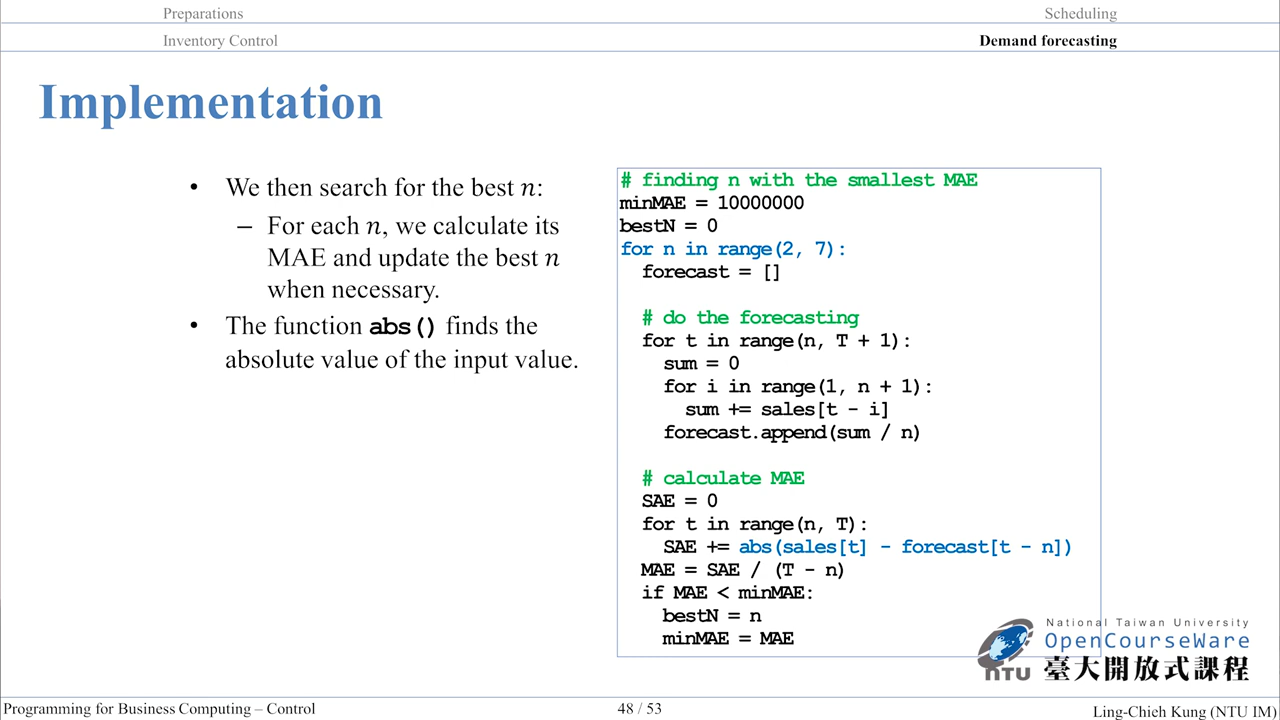 Preparations
Scheduling
Inventory Control
Demand forecasting
Implementation
• We then search for the best n:
– For each n, we calculate its
MAE and update the best n
when necessary.
• The function abs() finds the
absolute value of the input value.
# finding n with the smallest MAE
minMAE = 10000000
bestN = 0
for n in range(2, 7):
  forecast = []
  # do the forecasting
  for t in range(n, T + 1):
    sum = 0
    for i in range(1, n + 1):
      sum += sales[t - i]
    forecast.append(sum / n)
  # calculate MAE
  SAE = 0
  for t in range(n, T):
    SAE += abs(sales[t] - forecast[t - n])
  MAE = SAE / (T - n)
  if MAE < minMAE:
    bestN = n
    minMAE = MAE
National Taiwan University
OpenCourseWare
NTU 臺大開放式課程
Programming for Business Computing – Control
48 / 53
Ling-Chieh Kung (NTU IM)